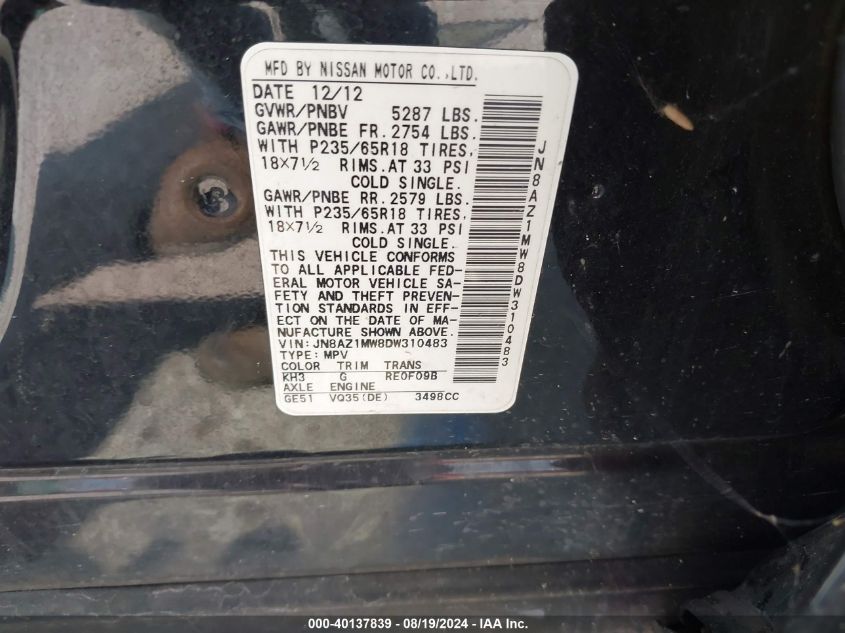 MFD BY NISSAN MOTOR CO.,LTD.
DATE 12/12
GVWR/PNBV 5287 LBS.
GAWR/PNBE FR. 2754 LBS.
WITH P235/65R18 TIRES,
18×7½ RIMS.AT 33 PSI
COLD SINGLE.
GAWR/PNBE RR. 2579 LBS.
WITH P235/65R18 TIRES,
18×7½ RIMS.AT 33 PSI
COLD SINGLE.
THIS VEHICLE CONFORMS
TO ALL APPLICABLE FED-
ERAL MOTOR VEHICLE SA-
FETY AND THEFT PREVEN-
TION STANDARDS IN EFF-
ECT ON THE DATE OF MA-
NUFACTURE SHOWN ABOVE.
VIN: JN8AZ1MW8DW310483
TYPE: MPV
COLOR TRIM TRANS
KH3 G RE0F09B
AXLE ENGINE
GE51 VQ35(DE) 3498CC
JN8AZ1MW8DW310483
000-40137839 - 08/19/2024 - IAA Inc.